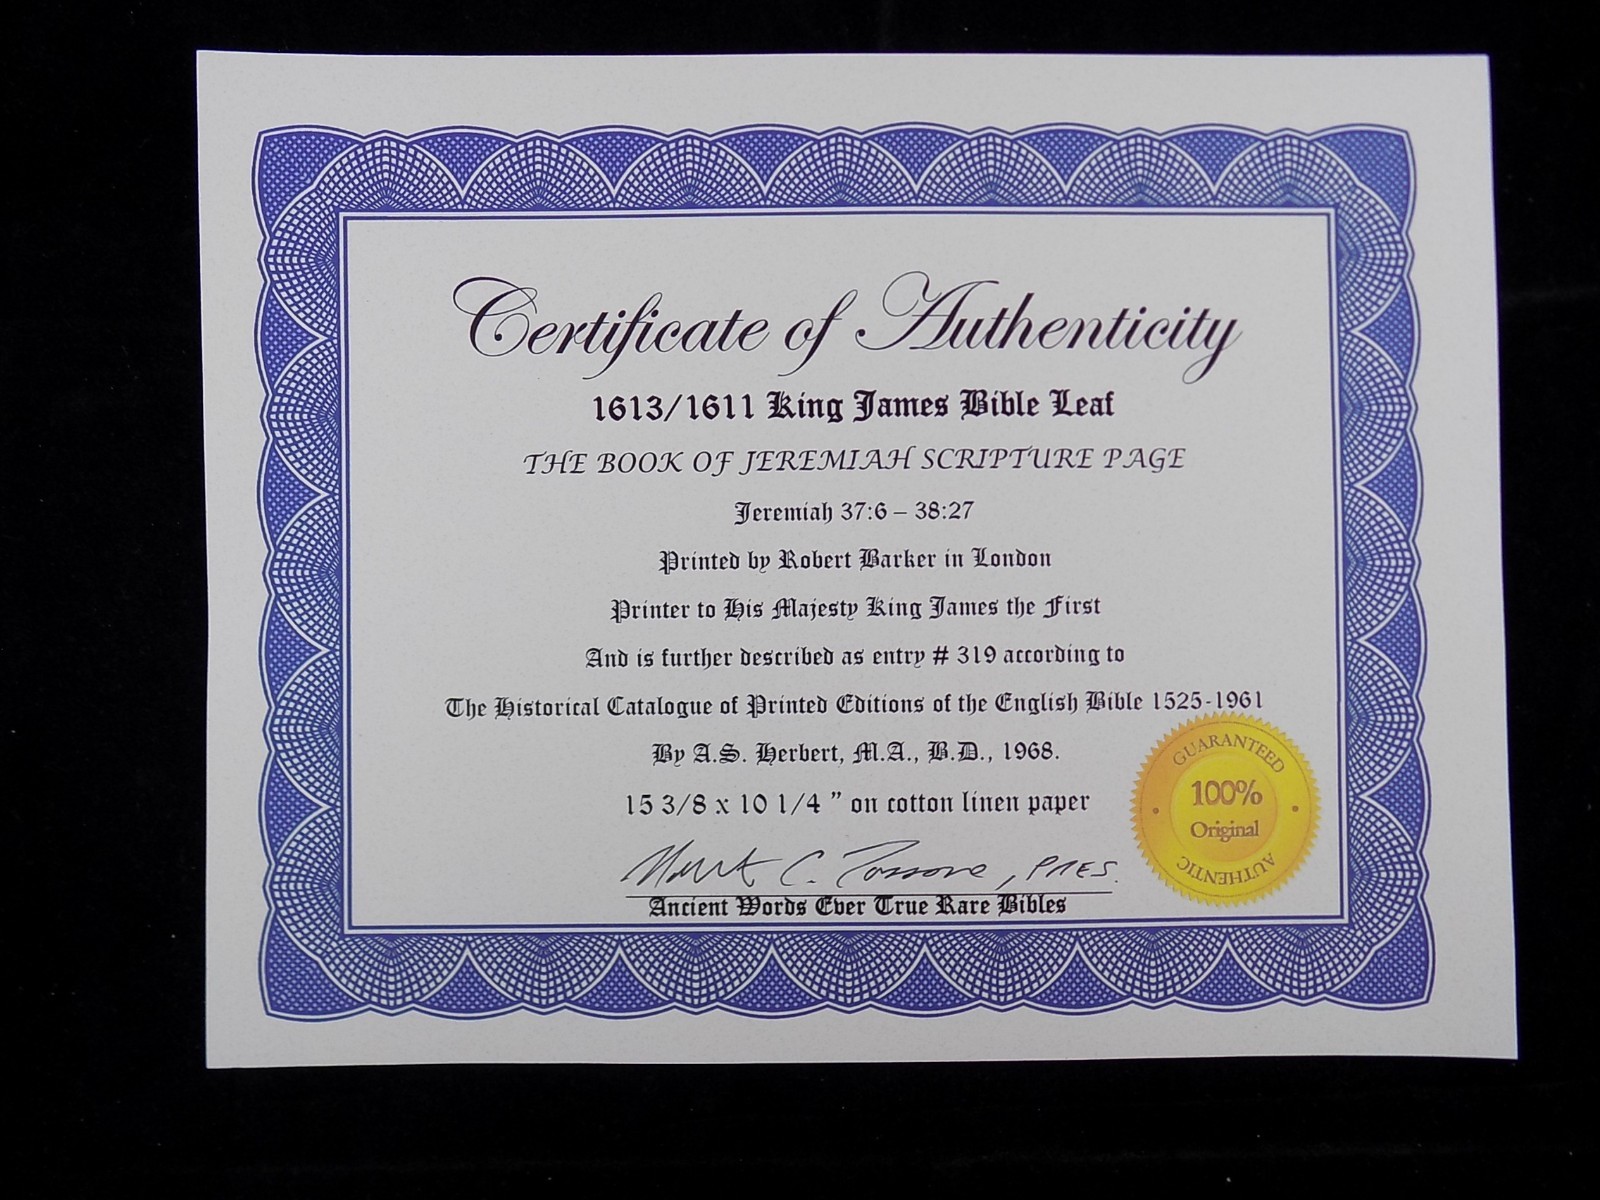 Certificate of Authenticity
1613/1611 King James Bible Leaf
THE BOOK OF JEREMIAH SCRIPTURE PAGE
Jeremiah 37:6 – 38:27
Printed by Robert Barker in London
Printer to His Majesty King James the First
And is further described as entry # 319 according to
The Historical Catalogue of Printed Editions of the English Bible 1525-1961
By A.S. Herbert, M.A., B.D., 1968.
15 3/8 x 10 1/4 ” on cotton linen paper
GUARANTEED
100%
Original
AUTHENTIC
Mark C. , PRES.
Ancient Words Ever True Rare Bibles